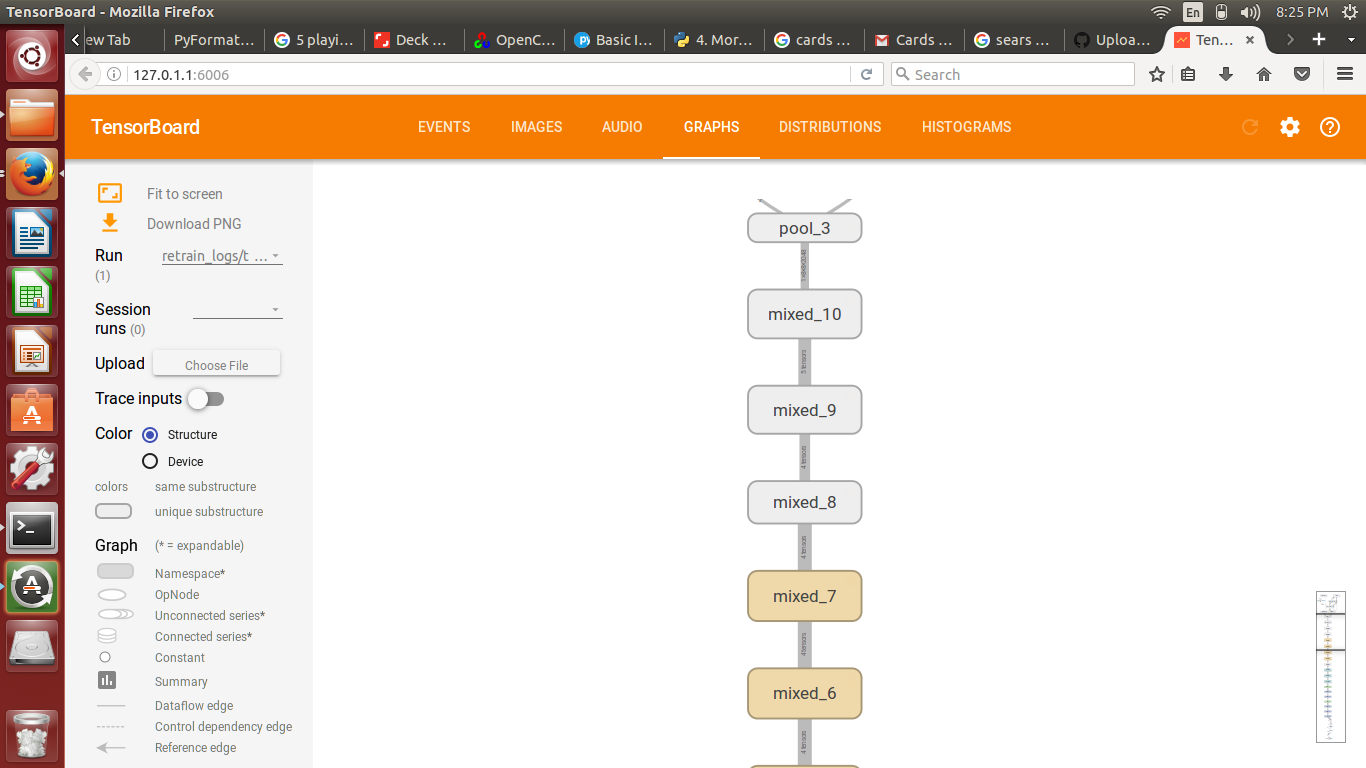 TensorBoard - Mozilla Firefox
En
8:25 PM
ew Tab
PyFormat...
5 playi...
Deck ...
OpenC...
Basic I...
4. Mor...
cards ...
Cards ...
sears ...
Uploa...
Ten...
127.0.1.1:6006
Search
TensorBoard
EVENTS
IMAGES
AUDIO
GRAPHS
DISTRIBUTIONS
HISTOGRAMS
Fit to screen
Download PNG
Run
(1)
retrain_logs/t ...
Session
runs (0)
Upload
Choose File
Trace inputs
Color
Structure
Device
colors
same substructure
unique substructure
Graph
(* = expandable)
Namespace*
OpNode
Unconnected series*
Connected series*
Constant
Summary
Dataflow edge
Control dependency edge
Reference edge
pool_3
1×8×8×2048
mixed_10
3 tensors
mixed_9
4 tensors
mixed_8
4 tensors
mixed_7
4 tensors
mixed_6
4 tensors